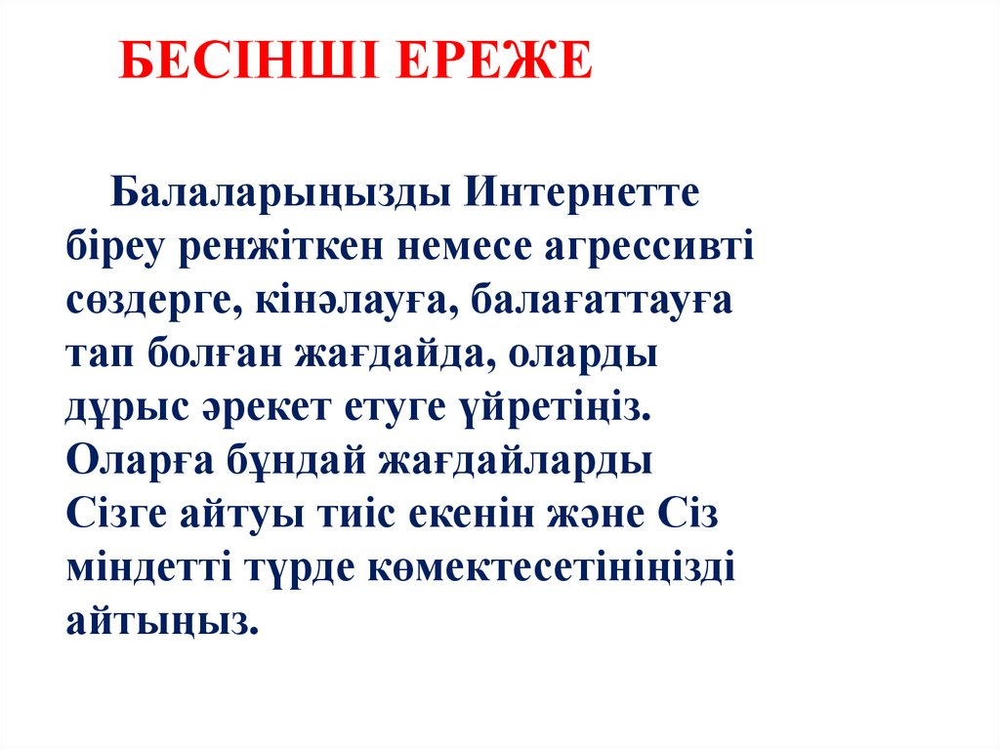 БЕСІНШІ ЕРЕЖЕ
Балаларыңызды Интернетте
біреу ренжіткен немесе агрессивті
сөздерге, кінәлауға, балағаттауға
тап болған жағдайда, оларды
дұрыс әрекет етуге үйретіңіз.
Оларға бұндай жағдайларды
Сізге айтуы тиіс екенін және Сіз
міндетті түрде көмектесетініңізді
айтыңыз.